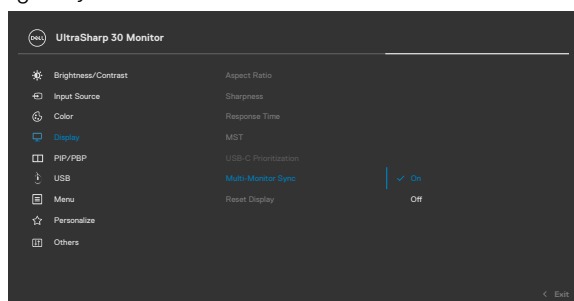 DELL UltraSharp 30 Monitor
Brightness/Contrast Aspect Ratio
Input Source Sharpness
Color Response Time
Display MST
PIP/PBP USB-C Prioritization
USB Multi-Monitor Sync ✓ On
Menu Reset Display Off
Personalize
Others
< Exit